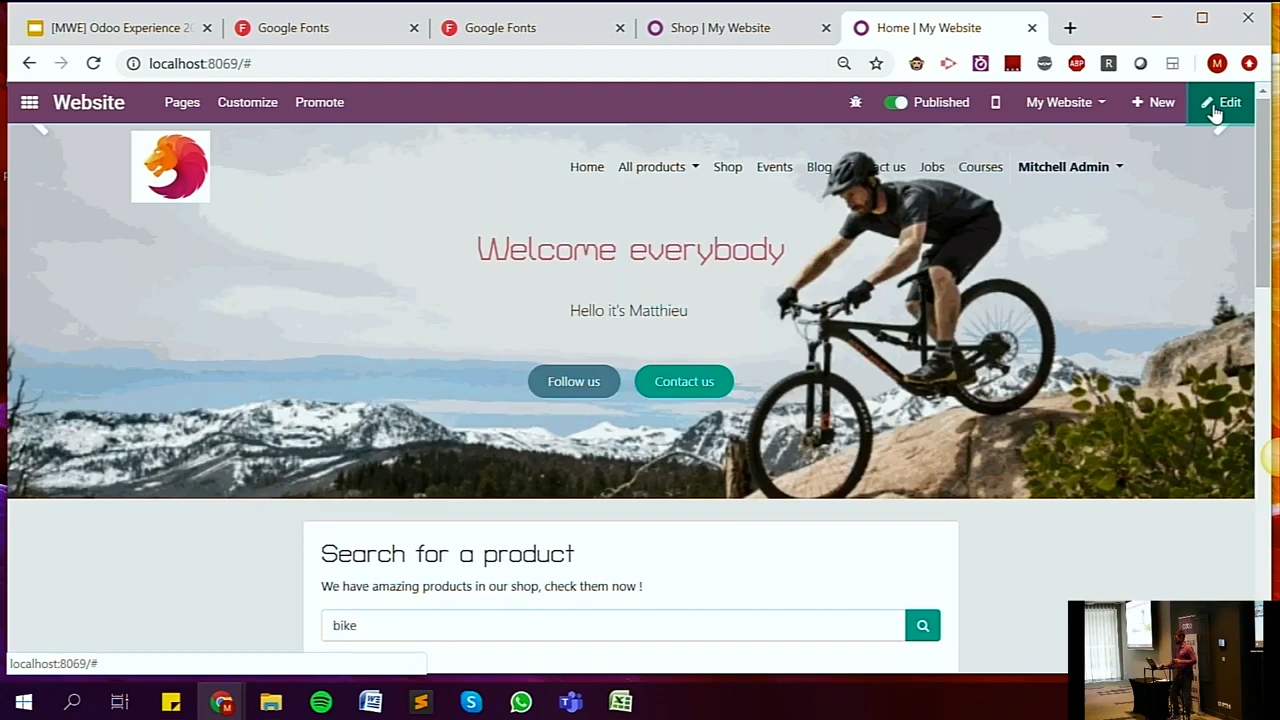 [MWE] Odoo Experience 20
Google Fonts
Google Fonts
Shop | My Website
Home | My Website
localhost:8069/#
ABP
R
M
Website
Pages
Customize
Promote
Published
My Website
New
Edit
Home
All products
Shop
Events
Blog
act us
Jobs
Courses
Mitchell Admin
Welcome everybody
Hello it's Matthieu
Follow us
Contact us
Search for a product
We have amazing products in our shop, check them now !
bike
localhost:8069/#